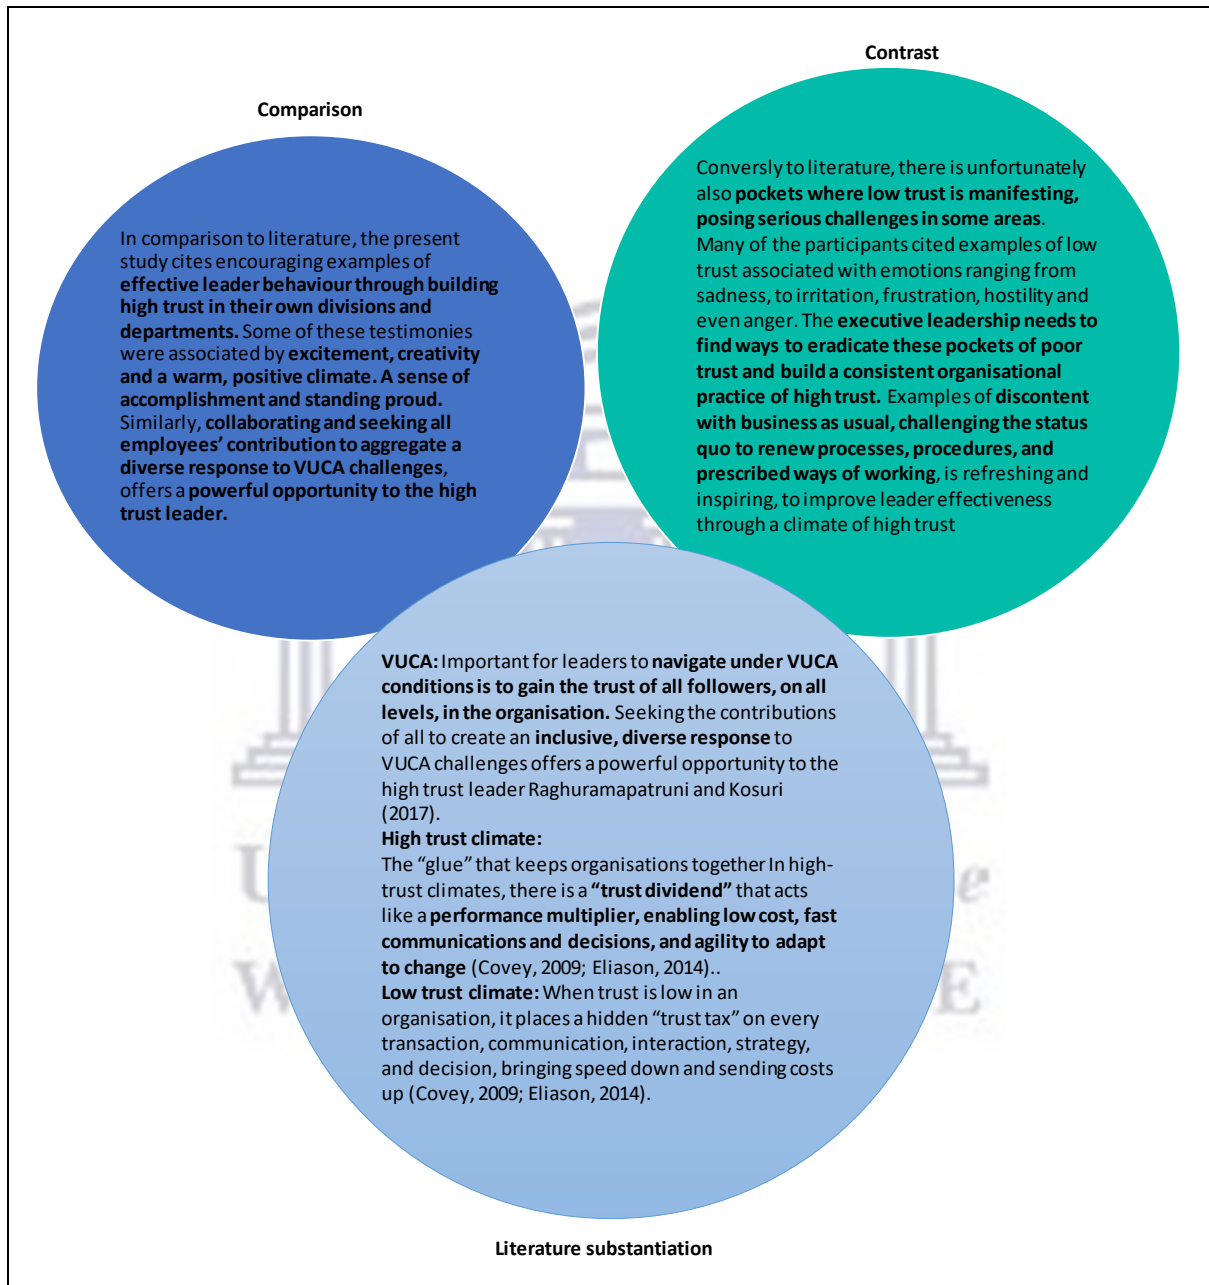 Contrast
Comparison
In comparison to literature, the present
study cites encouraging examples of
effective leader behaviour through building
high trust in their own divisions and
departments. Some of these testimonies
were associated by excitement, creativity
and a warm, positive climate. A sense of
accomplishment and standing proud.
Similarly, collaborating and seeking all
employees’ contribution to aggregate a
diverse response to VUCA challenges,
offers a powerful opportunity to the high
trust leader.
Conversly to literature, there is unfortunately
also pockets where low trust is manifesting,
posing serious challenges in some areas.
Many of the participants cited examples of low
trust associated with emotions ranging from
sadness, to irritation, frustration, hostility and
even anger. The executive leadership needs to
find ways to eradicate these pockets of poor
trust and build a consistent organisational
practice of high trust. Examples of discontent
with business as usual, challenging the status
quo to renew processes, procedures, and
prescribed ways of working, is refreshing and
inspiring, to improve leader effectiveness
through a climate of high trust
VUCA: Important for leaders to navigate under VUCA
conditions is to gain the trust of all followers, on all
levels, in the organisation. Seeking the contributions
of all to create an inclusive, diverse response to
VUCA challenges offers a powerful opportunity to the
high trust leader Raghuramapatruni and Kosuri
(2017).
High trust climate:
The “glue” that keeps organisations together In high-
trust climates, there is a “trust dividend” that acts
like a performance multiplier, enabling low cost, fast
communications and decisions, and agility to adapt
to change (Covey, 2009; Eliason, 2014)..
Low trust climate: When trust is low in an
organisation, it places a hidden “trust tax” on every
transaction, communication, interaction, strategy,
and decision, bringing speed down and sending costs
up (Covey, 2009; Eliason, 2014).
Literature substantiation